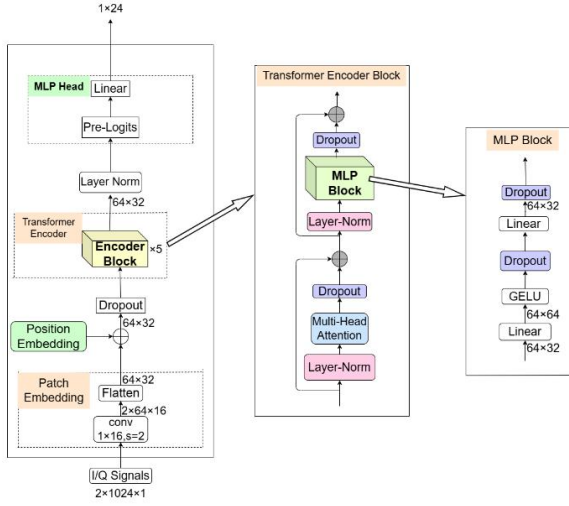 1×24
MLP Head
Linear
Pre-Logits
Layer Norm
64×32
Transformer
Encoder
Encoder
Block
×5
Dropout
64×32
Position
Embedding
64×32
Patch
Embedding
Flatten
2×64×16
conv
1×16,s=2
I/Q Signals
2×1024×1
Transformer Encoder Block
Dropout
MLP
Block
Layer-Norm
Dropout
Multi-Head
Attention
Layer-Norm
MLP Block
Dropout
64×32
Linear
Dropout
GELU
64×64
Linear
64×32